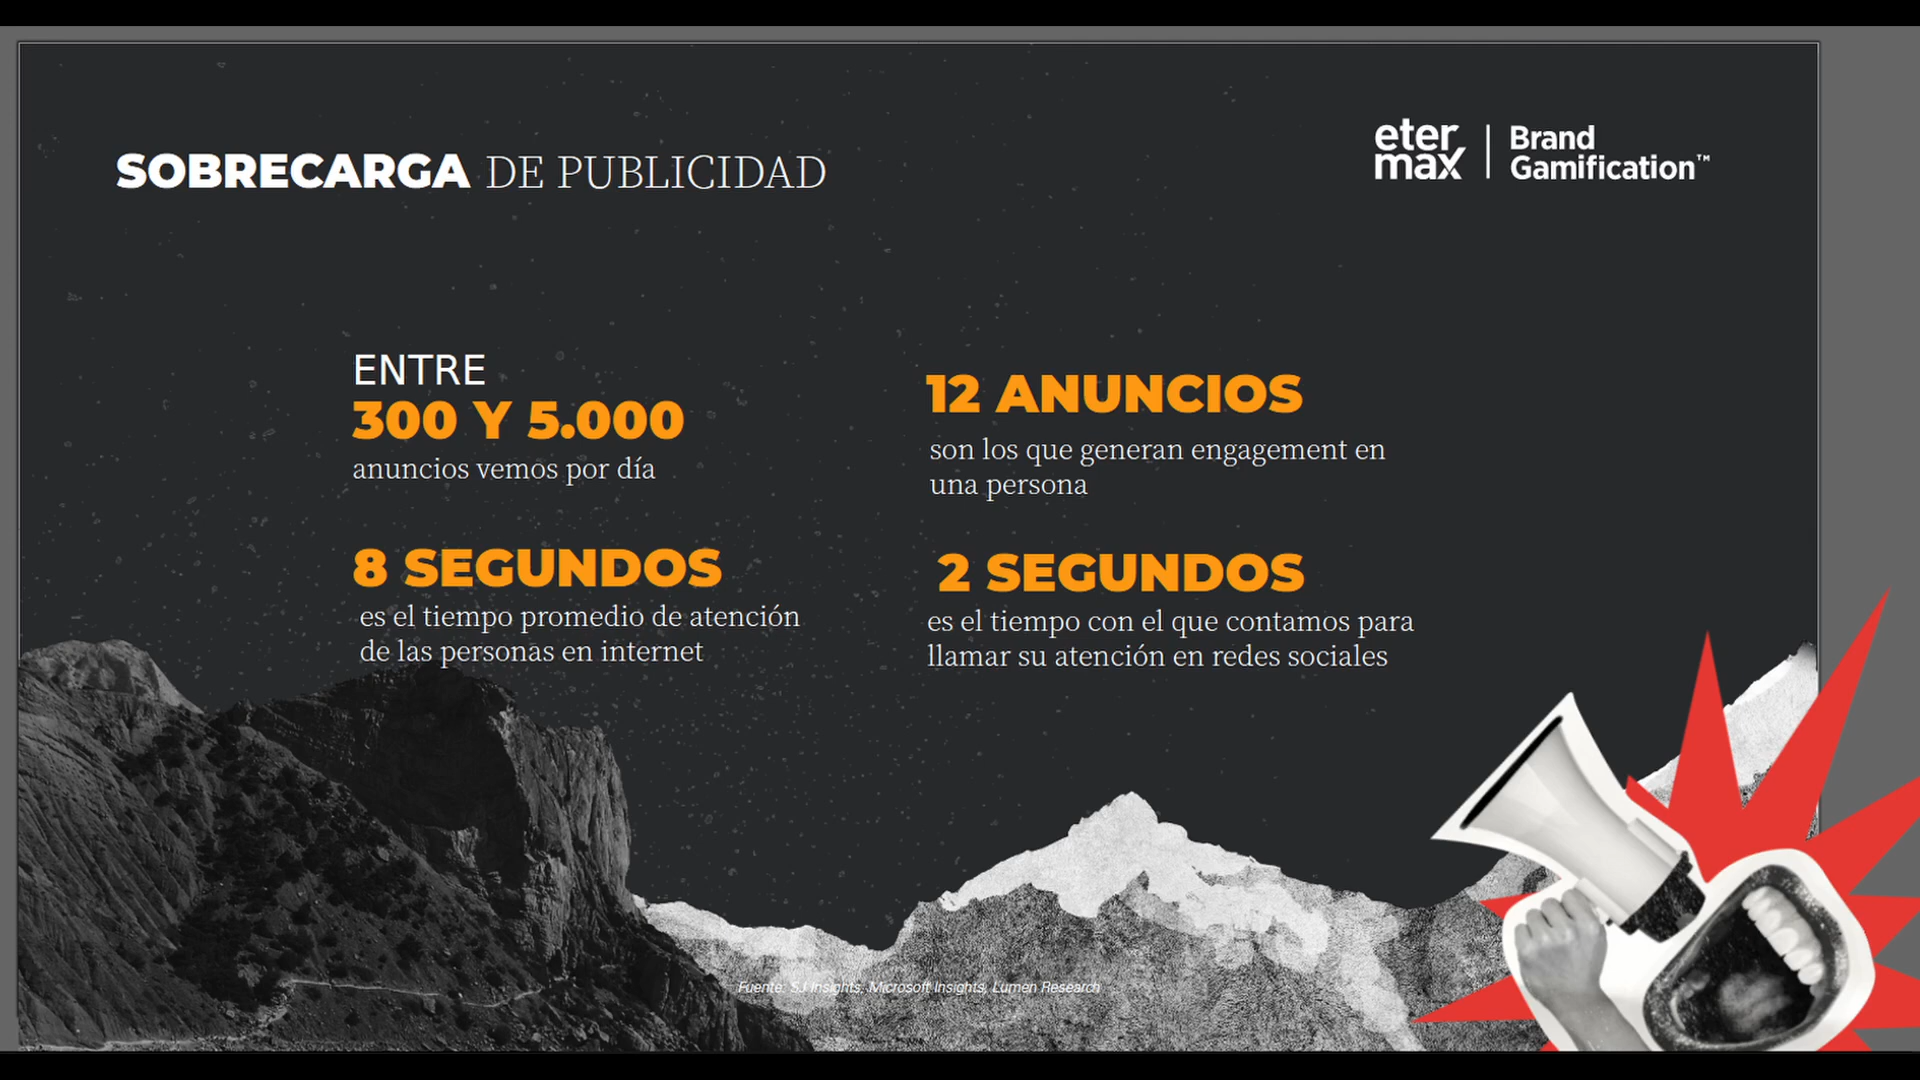 SOBRECARGA DE PUBLICIDAD
eter
max
Brand
Gamification™
ENTRE
300 Y 5.000
anuncios vemos por día
12 ANUNCIOS
son los que generan engagement en
una persona
8 SEGUNDOS
es el tiempo promedio de atención
de las personas en internet
2 SEGUNDOS
es el tiempo con el que contamos para
llamar su atención en redes sociales
Fuente: SJ Insights, Microsoft Insights, Lumen Research